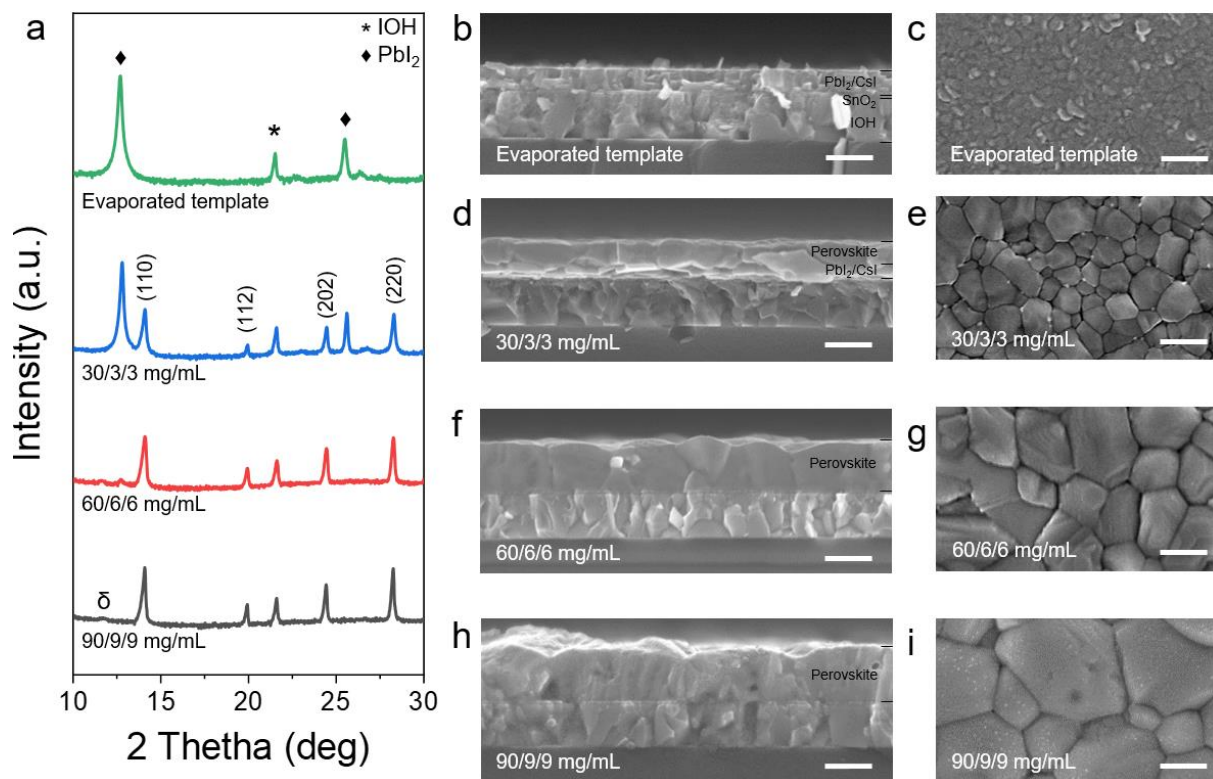 a
* IOH
♦ PbI₂
♦
*
♦
Evaporated template
(110)
(112)
(202)
(220)
30/3/3 mg/mL
60/6/6 mg/mL
δ
90/9/9 mg/mL
10 15 20 25 30
2 Thetha (deg)
Intensity (a.u.)
b
PbI₂/CsI
SnO₂
IOH
Evaporated template
c
Evaporated template
d
Perovskite
PbI₂/CsI
30/3/3 mg/mL
e
30/3/3 mg/mL
f
Perovskite
60/6/6 mg/mL
g
60/6/6 mg/mL
h
Perovskite
90/9/9 mg/mL
i
90/9/9 mg/mL